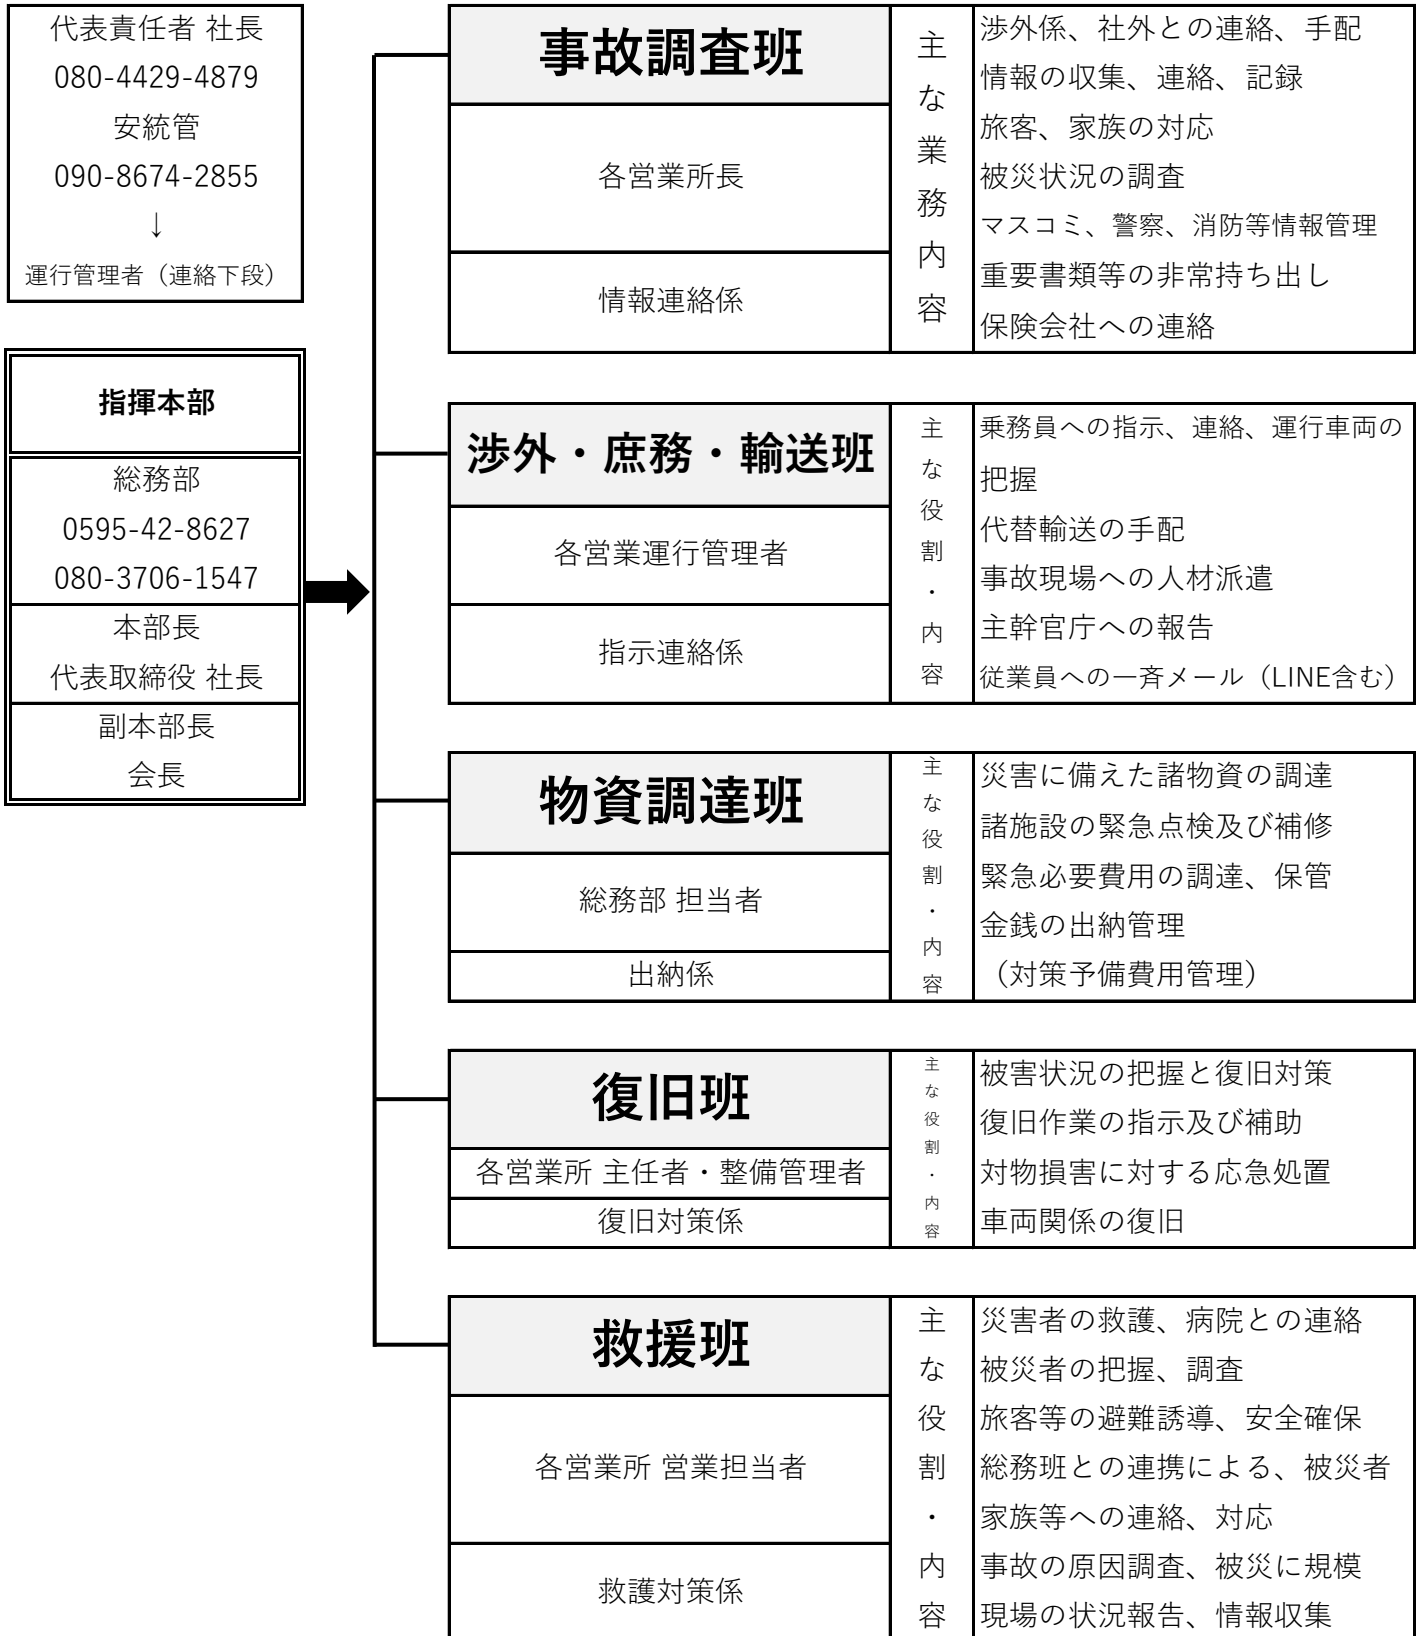 代表責任者 社長
080-4429-4879
安統管
090-8674-2855
↓
運行管理者（連絡下段）
指揮本部
総務部
0595-42-8627
080-3706-1547
本部長
代表取締役 社長
副本部長
会長
事故調査班
各営業所長
情報連絡係
主な業務内容
渉外係、社外との連絡、手配
情報の収集、連絡、記録
旅客、家族の対応
被災状況の調査
マスコミ、警察、消防等情報管理
重要書類等の非常持ち出し
保険会社への連絡
渉外・庶務・輸送班
各営業運行管理者
指示連絡係
主な役割・内容
乗務員への指示、連絡、運行車両の
把握
代替輸送の手配
事故現場への人材派遣
主幹官庁への報告
従業員への一斉メール（LINE含む）
物資調達班
総務部 担当者
出納係
主な役割・内容
災害に備えた諸物資の調達
諸施設の緊急点検及び補修
緊急必要費用の調達、保管
金銭の出納管理
（対策予備費用管理）
復旧班
各営業所 主任者・整備管理者
復旧対策係
主な役割・内容
被害状況の把握と復旧対策
復旧作業の指示及び補助
対物損害に対する応急処置
車両関係の復旧
救援班
各営業所 営業担当者
救護対策係
主な役割・内容
災害者の救護、病院との連絡
被災者の把握、調査
旅客等の避難誘導、安全確保
総務班との連携による、被災者
家族等への連絡、対応
事故の原因調査、被災に規模
現場の状況報告、情報収集